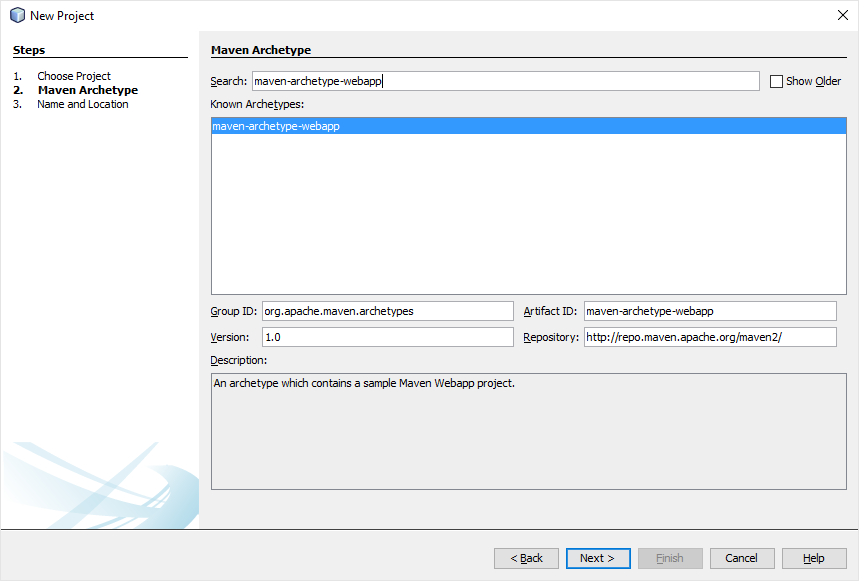 New Project
Steps
1. Choose Project
2. Maven Archetype
3. Name and Location
Maven Archetype
Search: maven-archetype-webapp Show Older
Known Archetypes:
maven-archetype-webapp
Group ID: org.apache.maven.archetypes Artifact ID: maven-archetype-webapp
Version: 1.0 Repository: http://repo.maven.apache.org/maven2/
Description:
An archetype which contains a sample Maven Webapp project.
< Back Next > Finish Cancel Help